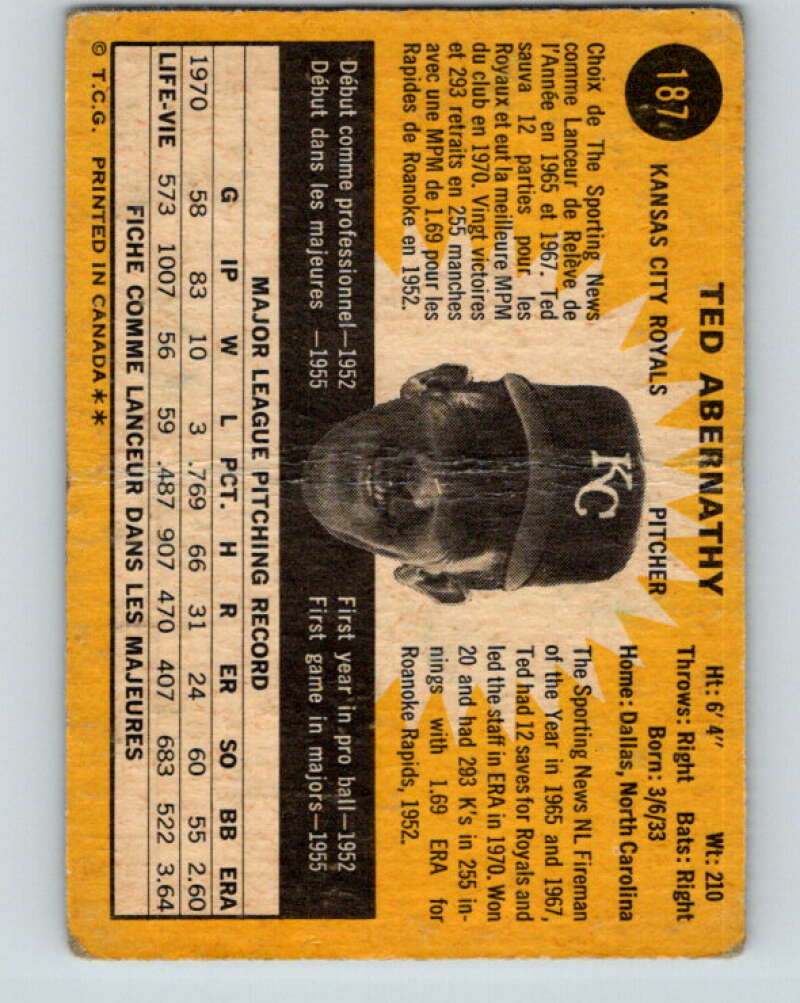 187
TED ABERNATHY
KANSAS CITY ROYALS PITCHER
Ht: 6' 4" Wt: 210
Throws: Right Bats: Right
Born: 3/6/33
Home: Dallas, North Carolina
Choix de The Sporting News
comme Lanceur de Relève de
l'Année en 1965 et 1967. Ted
sauva 12 parties pour les
Royaux et eut la meilleure MPM
du club en 1970. Vingt victoires
et 293 retraits en 255 manches
avec une MPM de 1.69 pour les
Rapides de Roanoke en 1952.
KC
The Sporting News NL Fireman
of the Year in 1965 and 1967,
Ted had 12 saves for Royals and
led the staff in ERA in 1970. Won
20 and had 293 K's in 255 in-
nings with 1.69 ERA for
Roanoke Rapids, 1952.
Début comme professionnel—1952
Début dans les majeures —1955
First year in pro ball—1952
First game in majors—1955
MAJOR LEAGUE PITCHING RECORD
G IP W L PCT. H R ER SO BB ERA
1970 58 83 10 3 .769 66 31 24 60 55 2.60
LIFE-VIE 573 1007 56 59 .487 907 470 407 683 522 3.64
FICHE COMME LANCEUR DANS LES MAJEURES
© T.C.G. PRINTED IN CANADA**